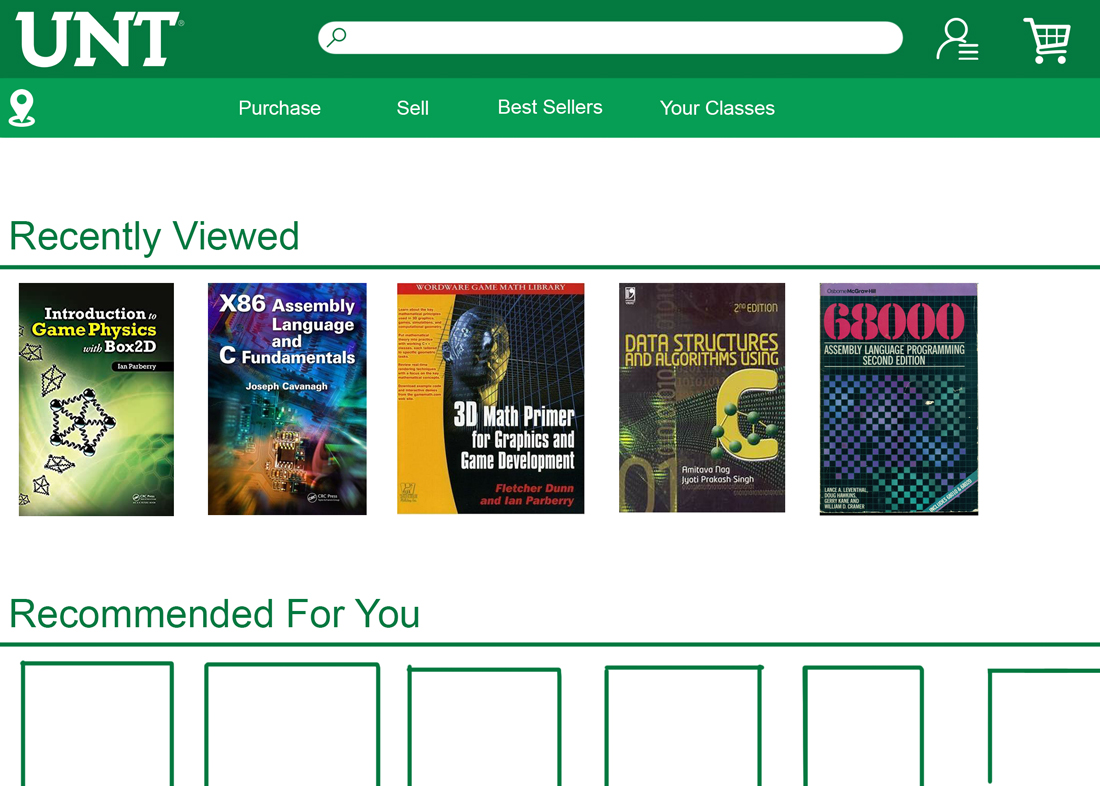 UNT®
Purchase
Sell
Best Sellers
Your Classes
Recently Viewed
Introduction to
Game Physics
with Box2D
Ian Parberry
CRC Press
X86 Assembly
Language
and
C Fundamentals
Joseph Cavanagh
CRC Press
WORDWARE GAME MATH LIBRARY
3D Math Primer
for Graphics and
Game Development
Fletcher Dunn
and Ian Parberry
2ND EDITION
DATA STRUCTURES
AND ALGORITHMS USING
C
Amitava Nag
Jyoti Prakash Singh
Osborne McGraw-Hill
68000
ASSEMBLY LANGUAGE PROGRAMMING
SECOND EDITION
LANCE A. LEVENTHAL,
DOUG HAWKINS,
GERRY KANE AND
WILLIAM D. CRAMER
Recommended For You